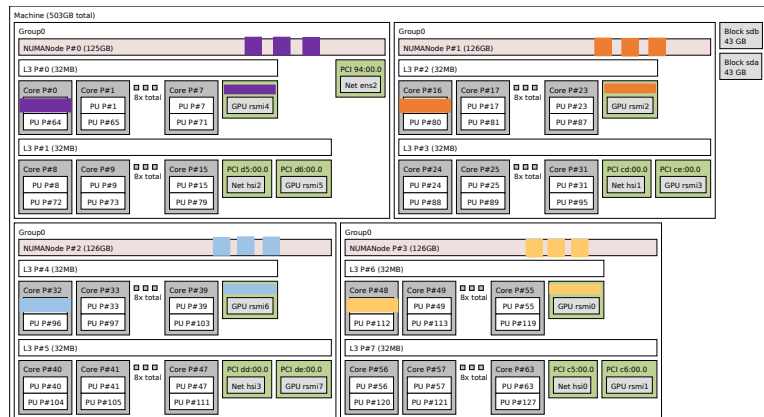 Machine (503GB total)
Group0
NUMANode P#0 (125GB)
L3 P#0 (32MB)
Core P#0
PU P#64
Core P#1
PU P#1
PU P#65
8x total
Core P#7
PU P#7
PU P#71
GPU rsmi4
PCI 94:00.0
Net ens2
L3 P#1 (32MB)
Core P#8
PU P#8
PU P#72
Core P#9
PU P#9
PU P#73
8x total
Core P#15
PU P#15
PU P#79
PCI d5:00.0
Net hsi2
PCI d6:00.0
GPU rsmi5
Group0
NUMANode P#1 (126GB)
L3 P#2 (32MB)
Core P#16
PU P#80
Core P#17
PU P#17
PU P#81
8x total
Core P#23
PU P#23
PU P#87
GPU rsmi2
L3 P#3 (32MB)
Core P#24
PU P#24
PU P#88
Core P#25
PU P#25
PU P#89
8x total
Core P#31
PU P#31
PU P#95
PCI cd:00.0
Net hsi1
PCI ce:00.0
GPU rsmi3
Block sdb
43 GB
Block sda
43 GB
Group0
NUMANode P#2 (126GB)
L3 P#4 (32MB)
Core P#32
PU P#96
Core P#33
PU P#33
PU P#97
8x total
Core P#39
PU P#39
PU P#103
GPU rsmi6
L3 P#5 (32MB)
Core P#40
PU P#40
PU P#104
Core P#41
PU P#41
PU P#105
8x total
Core P#47
PU P#47
PU P#111
PCI dd:00.0
Net hsi3
PCI de:00.0
GPU rsmi7
Group0
NUMANode P#3 (126GB)
L3 P#6 (32MB)
Core P#48
PU P#112
Core P#49
PU P#49
PU P#113
8x total
Core P#55
PU P#55
PU P#119
GPU rsmi0
L3 P#7 (32MB)
Core P#56
PU P#56
PU P#120
Core P#57
PU P#57
PU P#121
8x total
Core P#63
PU P#63
PU P#127
PCI c5:00.0
Net hsi0
PCI c6:00.0
GPU rsmi1